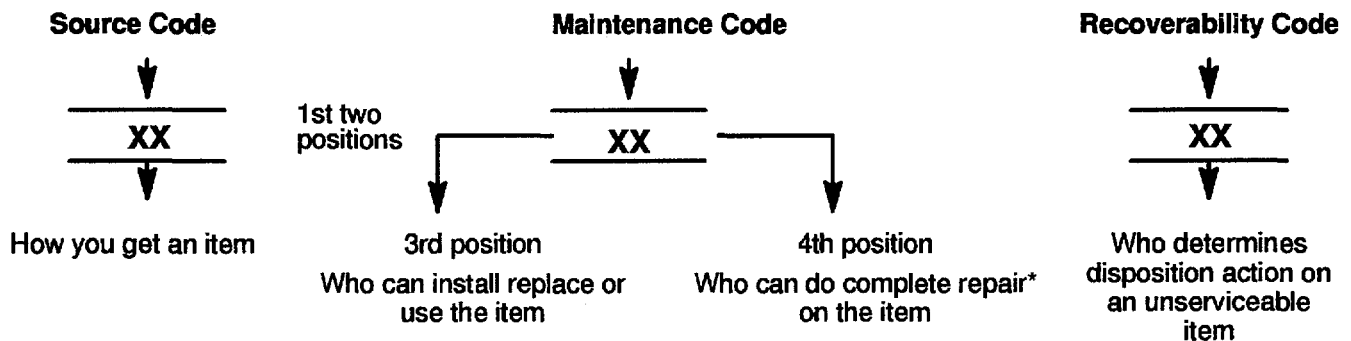 Source Code
XX
1st two
positions
How you get an item
Maintenance Code
XX
3rd position
Who can install replace or
use the item
4th position
Who can do complete repair*
on the item
Recoverability Code
XX
Who determines
disposition action on
an unserviceable
item